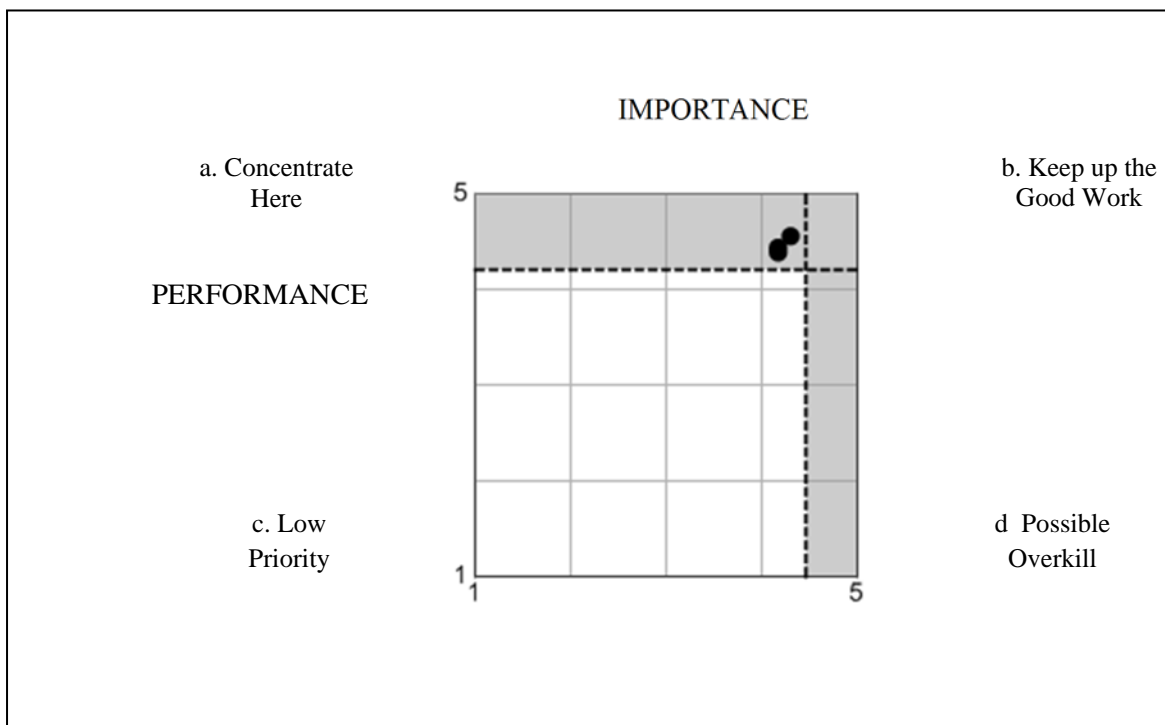 IMPORTANCE
a. Concentrate
Here
b. Keep up the
Good Work
5
PERFORMANCE
c. Low
Priority
d Possible
Overkill
1
1
5